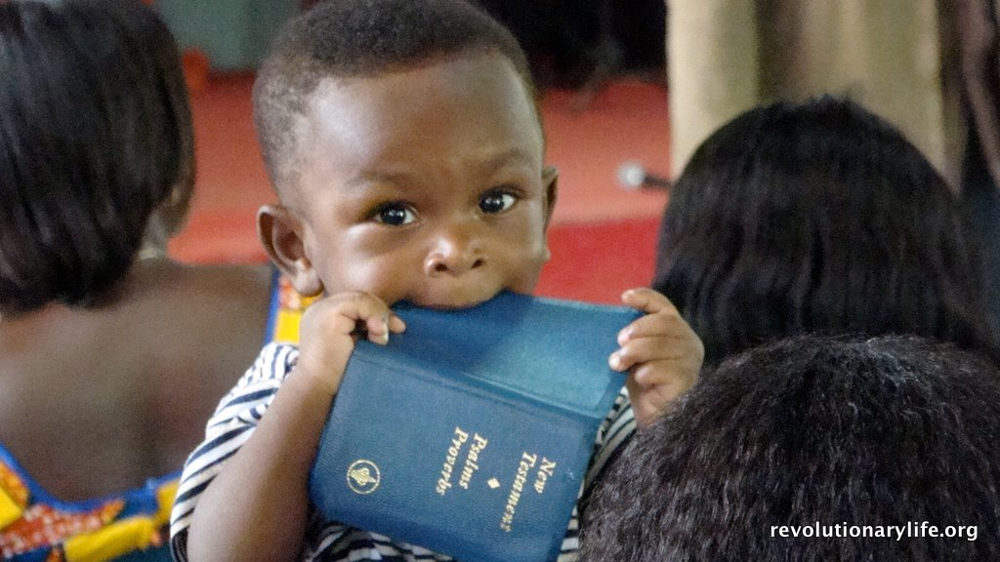 New
Testament
Psalms
Proverbs
revolutionarylife.org